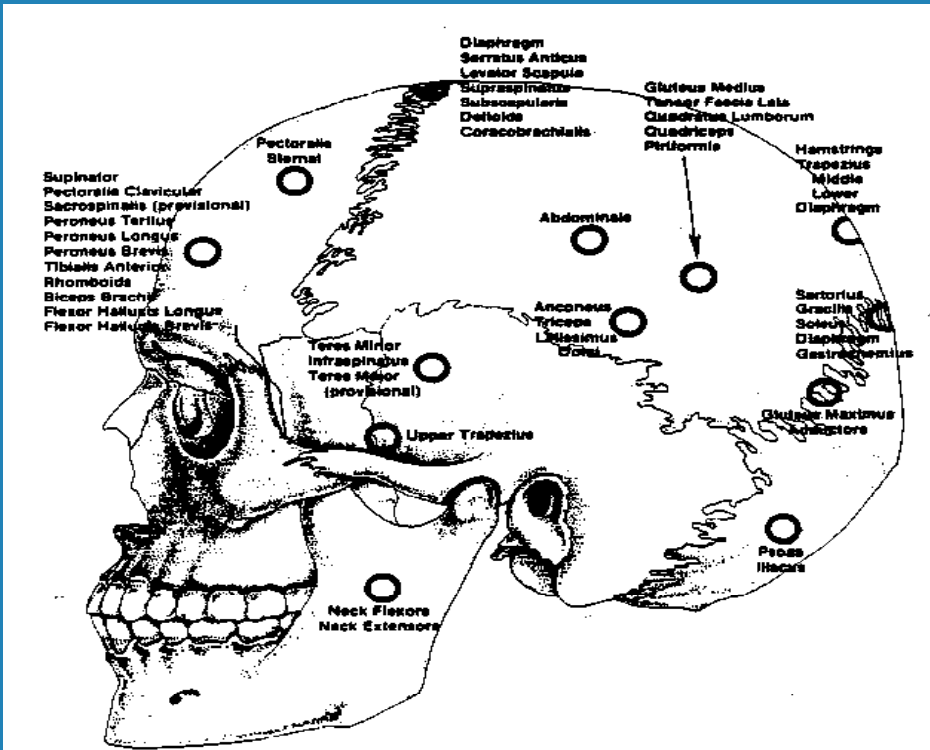 Diaphragm
Serratus Anticus
Levator Scapula
Supraspinatus
Subscapularis
Deltoids
Coracobrachialis
Gluteus Medius
Tensor Fascia Lata
Quadratus Lumborum
Quadriceps
Piriformis
Pectoralis
Sternal
Hamstrings
Trapezius
Middle
Lower
Diaphragm
Supinator
Pectoralis Clavicular
Sacrospinalis (provisional)
Peroneus Tertius
Peroneus Longus
Peroneus Brevis
Tibialis Anterior
Rhomboids
Biceps Brachii
Flexor Hallusis Longus
Flexor Hallusis Brevis
Abdominals
Anconeus
Triceps
Latissimus
Dorsi
Sartorius
Gracilis
Soleus
Diaphragm
Gastrocnemius
Teres Minor
Infraspinatus
Teres Major
(provisional)
Gluteus Maximus
Adductors
Upper Trapezius
Psoas
Iliacus
Neck Flexors
Neck Extensors